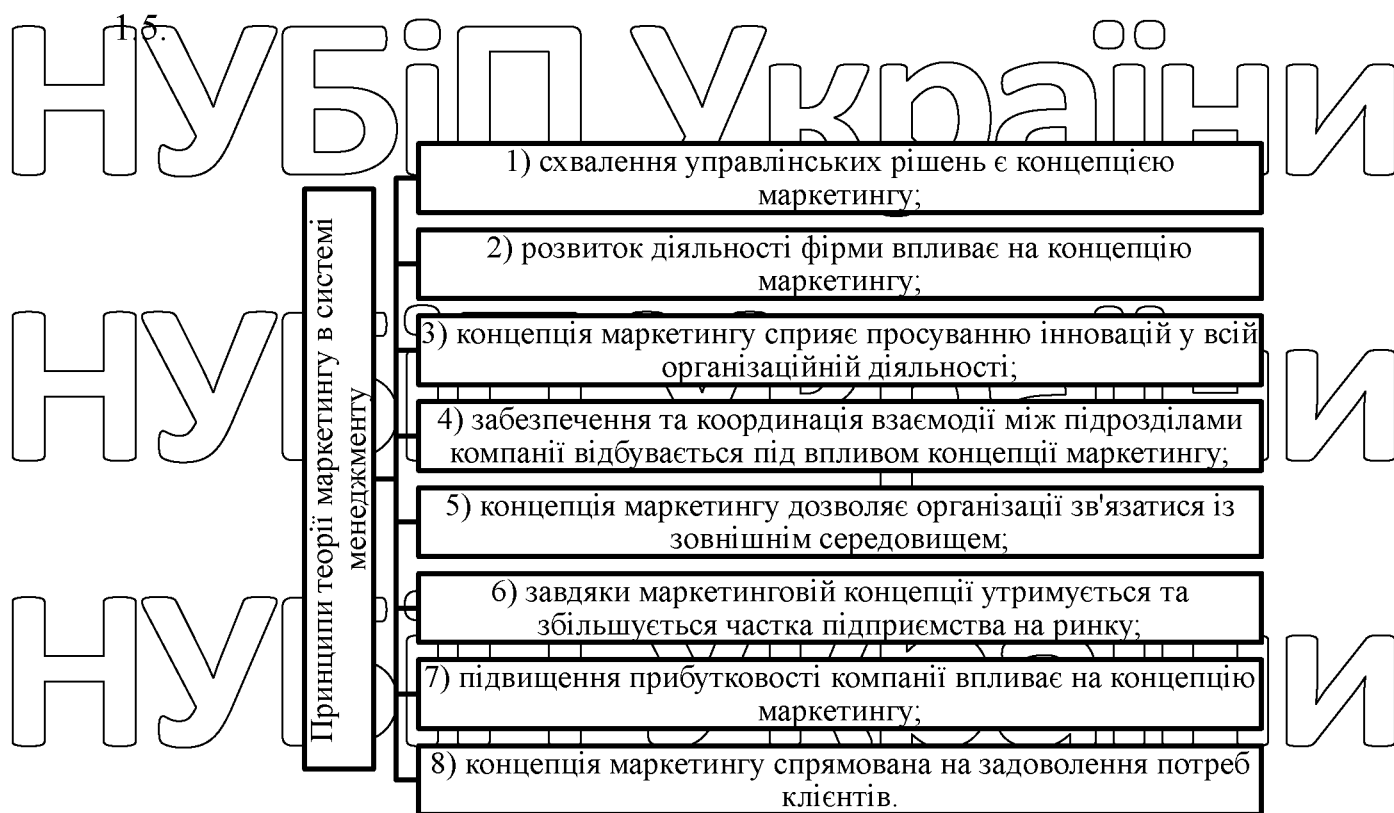 1.5.
НУБіП України
Принципи теорії маркетингу в системі
менеджменту
1) схвалення управлінських рішень є концепцією
маркетингу;
2) розвиток діяльності фірми впливає на концепцію
маркетингу;
3) концепція маркетингу сприяє просуванню інновацій у всій
організаційній діяльності;
4) забезпечення та координація взаємодії між підрозділами
компанії відбувається під впливом концепції маркетингу;
5) концепція маркетингу дозволяє організації зв'язатися із
зовнішнім середовищем;
6) завдяки маркетинговій концепції утримується та
збільшується частка підприємства на ринку;
7) підвищення прибутковості компанії впливає на концепцію
маркетингу;
8) концепція маркетингу спрямована на задоволення потреб
клієнтів.